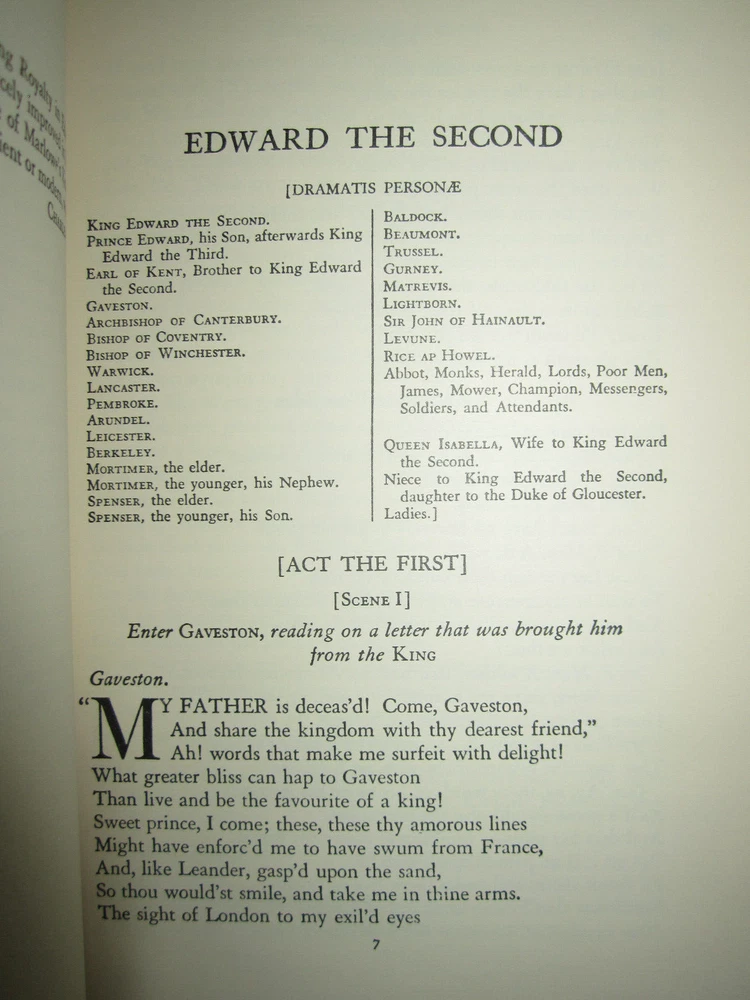 ng Royalty in
cely improved
of Marlowe's
ient or modern
EDWARD THE SECOND
[DRAMATIS PERSONÆ
KING EDWARD THE SECOND.
PRINCE EDWARD, his Son, afterwards King
Edward the Third.
EARL OF KENT, Brother to King Edward
the Second.
GAVESTON.
ARCHBISHOP OF CANTERBURY.
BISHOP OF COVENTRY.
BISHOP OF WINCHESTER.
WARWICK.
LANCASTER.
PEMBROKE.
ARUNDEL.
LEICESTER.
BERKELEY.
MORTIMER, the elder.
MORTIMER, the younger, his Nephew.
SPENSER, the elder.
SPENSER, the younger, his Son.
BALDOCK.
BEAUMONT.
TRUSSEL.
GURNEY.
MATREVIS.
LIGHTBORN.
SIR JOHN OF HAINAULT.
LEVUNE.
RICE AP HOWEL.
Abbot, Monks, Herald, Lords, Poor Men,
James, Mower, Champion, Messengers,
Soldiers, and Attendants.
QUEEN ISABELLA, Wife to King Edward
the Second.
Niece to King Edward the Second,
daughter to the Duke of Gloucester.
Ladies.]
[ACT THE FIRST]
[SCENE I]
Enter GAVESTON, reading on a letter that was brought him
from the KING
Gaveston.
“MY FATHER is deceas'd! Come, Gaveston,
And share the kingdom with thy dearest friend,”
Ah! words that make me surfeit with delight!
What greater bliss can hap to Gaveston
Than live and be the favourite of a king!
Sweet prince, I come; these, these thy amorous lines
Might have enforc'd me to have swum from France,
And, like Leander, gasp'd upon the sand,
So thou would'st smile, and take me in thine arms.
The sight of London to my exil'd eyes
7